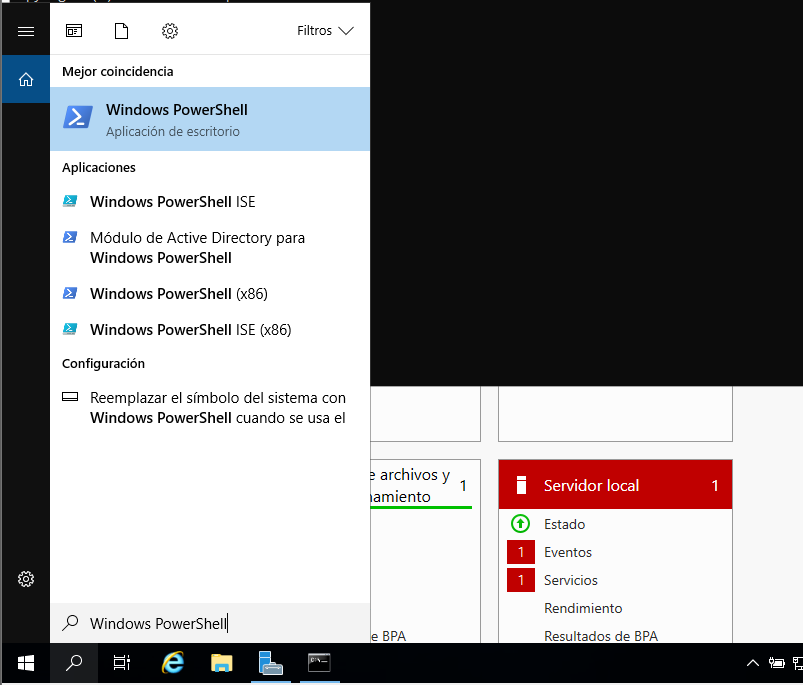 Filtros
Mejor coincidencia
Windows PowerShell
Aplicación de escritorio
Aplicaciones
Windows PowerShell ISE
Módulo de Active Directory para
Windows PowerShell
Windows PowerShell (x86)
Windows PowerShell ISE (x86)
Configuración
Reemplazar el símbolo del sistema con
Windows PowerShell cuando se usa el
Windows PowerShell
e archivos y
namiento
1
e BPA
Servidor local 1
Estado
1 Eventos
1 Servicios
Rendimiento
Resultados de BPA